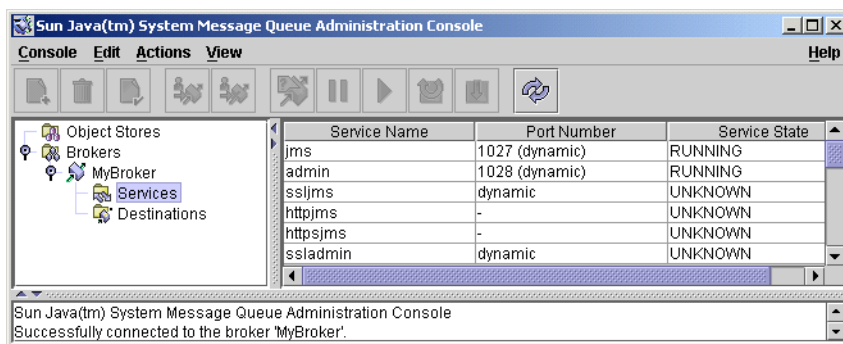 Sun Java(tm) System Message Queue Administration Console
Console Edit Actions View Help
Object Stores
Brokers
MyBroker
Services
Destinations
Service Name Port Number Service State
jms 1027 (dynamic) RUNNING
admin 1028 (dynamic) RUNNING
ssljms dynamic UNKNOWN
httpjms - UNKNOWN
httpsjms - UNKNOWN
ssladmin dynamic UNKNOWN
Sun Java(tm) System Message Queue Administration Console
Successfully connected to the broker 'MyBroker'.